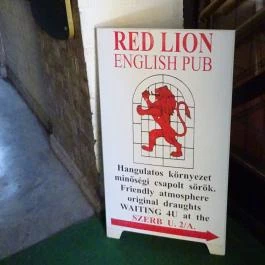 RED LION
ENGLISH PUB
Hangulatos környezet
minőségi csapolt sörök.
Friendly atmosphere
original draughts
WAITING 4U at the
SZERB U. 2/A.